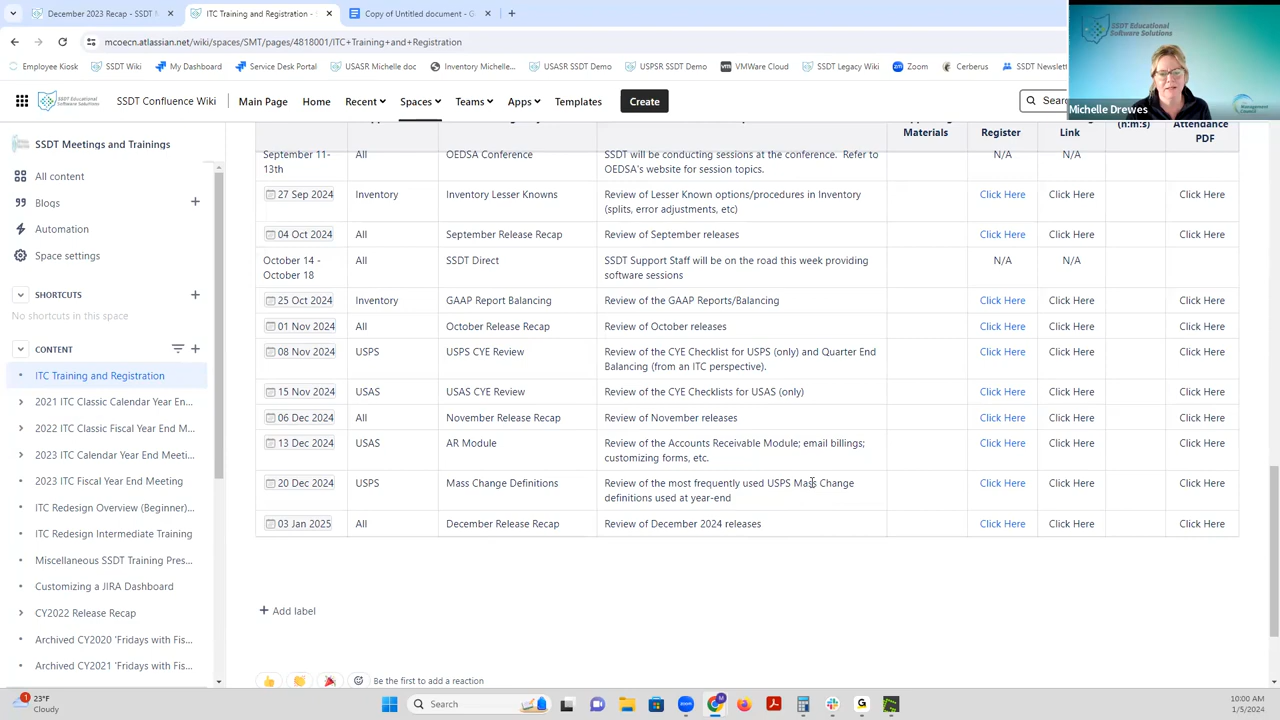 December 2023 Recap - SSDT M
ITC Training and Registration -
Copy of Untitled document - G
mcoecn.atlassian.net/wiki/spaces/SMT/pages/4818001/ITC+Training+and+Registration
Employee Kiosk
SSDT Wiki
My Dashboard
Service Desk Portal
USASR Michelle doc
Inventory Michelle...
USASR SSDT Demo
USPSR SSDT Demo
VMWare Cloud
SSDT Legacy Wiki
Zoom
Cerberus
SSDT Newslet
SSDT Educational
Software Solutions
Management
Council
Michelle Drewes
SSDT Confluence Wiki
Main Page
Home
Recent
Spaces
Teams
Apps
Templates
Create
Sear
SSDT Meetings and Trainings
All content
Blogs
Automation
Space settings
SHORTCUTS
No shortcuts in this space
CONTENT
ITC Training and Registration
2021 ITC Classic Calendar Year En...
2022 ITC Classic Fiscal Year End M...
2023 ITC Calendar Year End Meeti...
2023 ITC Fiscal Year End Meeting
ITC Redesign Overview (Beginner)...
ITC Redesign Intermediate Training
Miscellaneous SSDT Training Pres...
Customizing a JIRA Dashboard
CY2022 Release Recap
Archived CY2020 'Fridays with Fis...
Archived CY2021 'Fridays with Fis...
Materials Register Link (h:m:s) Attendance
PDF
September 11- All OEDSA Conference SSDT will be conducting sessions at the conference. Refer to N/A N/A
13th OEDSA's website for session topics.
27 Sep 2024 Inventory Inventory Lesser Knowns Review of Lesser Known options/procedures in Inventory Click Here Click Here Click Here
(splits, error adjustments, etc)
04 Oct 2024 All September Release Recap Review of September releases Click Here Click Here Click Here
October 14 - All SSDT Direct SSDT Support Staff will be on the road this week providing N/A N/A
October 18 software sessions
25 Oct 2024 Inventory GAAP Report Balancing Review of the GAAP Reports/Balancing Click Here Click Here Click Here
01 Nov 2024 All October Release Recap Review of October releases Click Here Click Here Click Here
08 Nov 2024 USPS USPS CYE Review Review of the CYE Checklist for USPS (only) and Quarter End Click Here Click Here Click Here
Balancing (from an ITC perspective).
15 Nov 2024 USAS USAS CYE Review Review of the CYE Checklists for USAS (only) Click Here Click Here Click Here
06 Dec 2024 All November Release Recap Review of November releases Click Here Click Here Click Here
13 Dec 2024 USAS AR Module Review of the Accounts Receivable Module; email billings; Click Here Click Here Click Here
customizing forms, etc.
20 Dec 2024 USPS Mass Change Definitions Review of the most frequently used USPS Mass Change Click Here Click Here Click Here
definitions used at year-end
03 Jan 2025 All December Release Recap Review of December 2024 releases Click Here Click Here Click Here
Add label
Be the first to add a reaction
1
23°F
Cloudy
Search
10:00 AM
1/5/2024